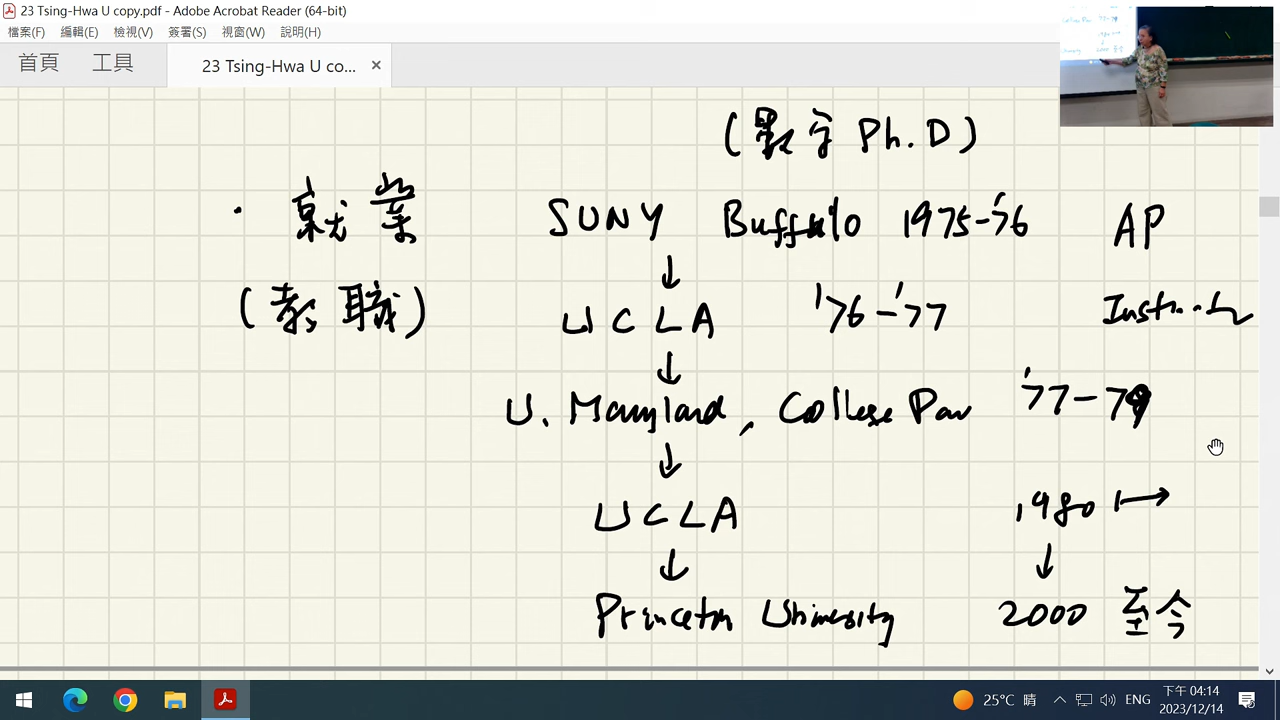 23 Tsing-Hwa U copy.pdf - Adobe Acrobat Reader (64-bit)
檔案(F) 編輯(E) 檢視(V) 簽署(S) 視窗(W) 說明(H)
首頁 工具 23 Tsing-Hwa U co... ×
(數学 Ph.D)
· 就業 SUNY Buffalo 1975-'76 AP
↓
(教職) UCLA '76-'77
↓
U. Maryland, College Par '77-79
↓
UCLA 1980 ↦
↓ ↓
Princeton University 2000 至今
25°C 晴 ENG 下午 04:14
2023/12/14